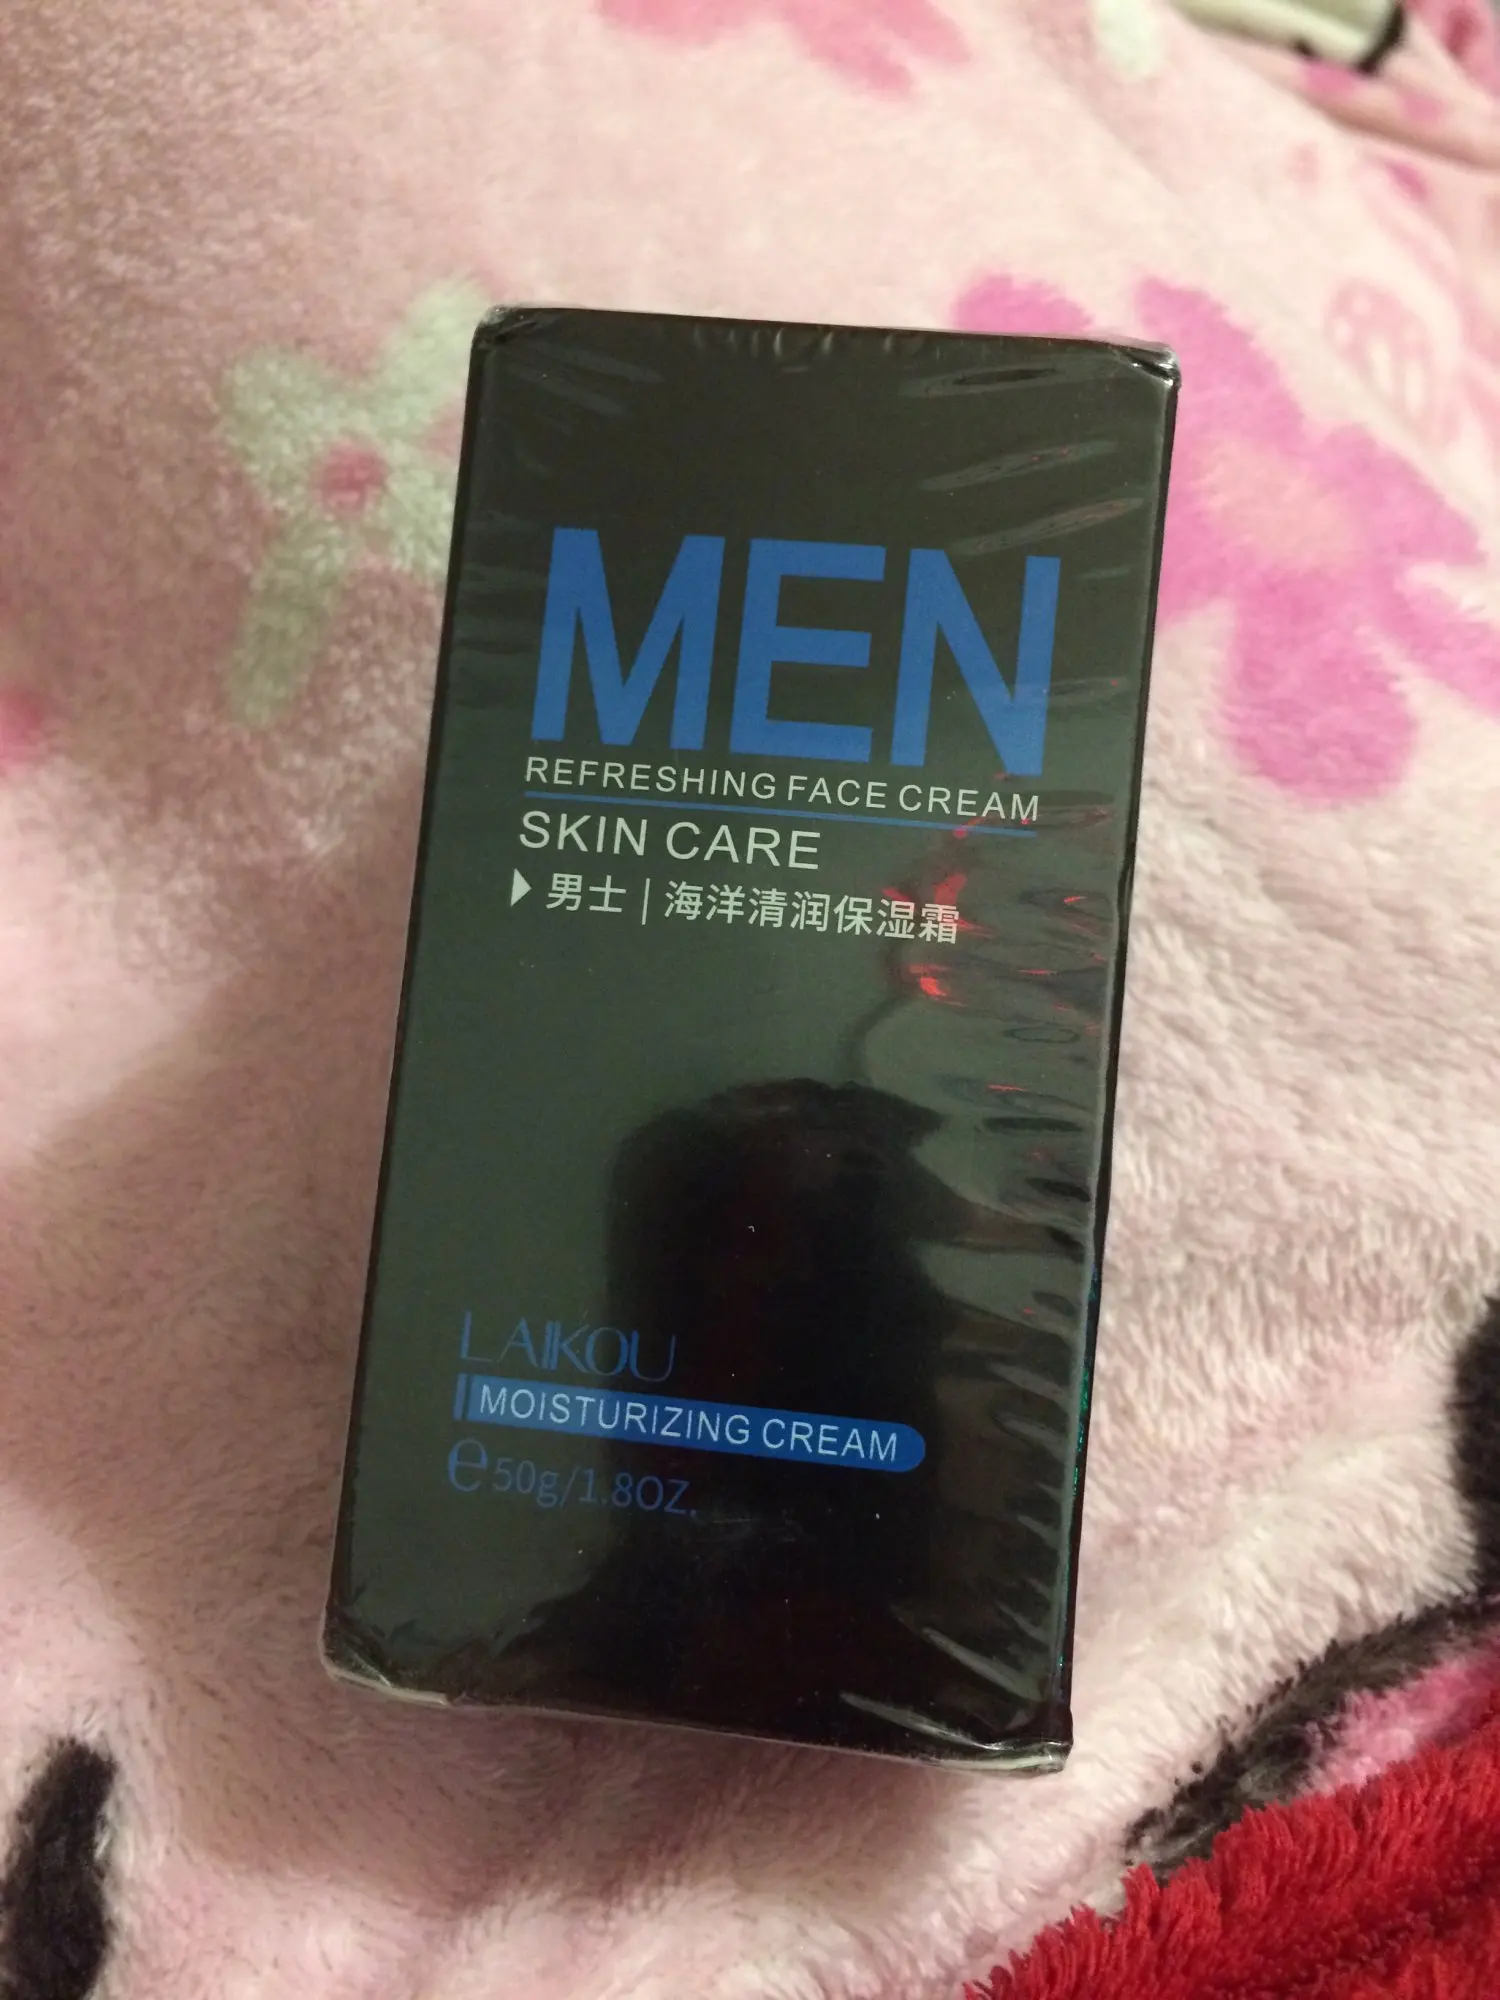 MEN
REFRESHING FACE CREAM
SKIN CARE
男士 | 海洋清润保湿霜
LAIKOU
MOISTURIZING CREAM
e 50g/1.8OZ.